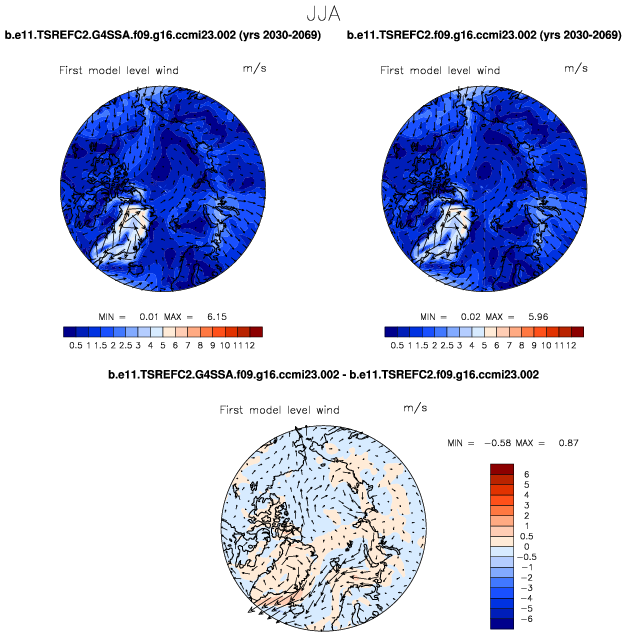 JJA
b.e11.TSREFC2.G4SSA.f09.g16.ccmi23.002 (yrs 2030-2069)
b.e11.TSREFC2.f09.g16.ccmi23.002 (yrs 2030-2069)
First model level wind m/s
First model level wind m/s
MIN = 0.01 MAX = 6.15
MIN = 0.02 MAX = 5.96
0.5 1 1.5 2 2.5 3 4 5 6 7 8 9 10 11 12
0.5 1 1.5 2 2.5 3 4 5 6 7 8 9 10 11 12
b.e11.TSREFC2.G4SSA.f09.g16.ccmi23.002 - b.e11.TSREFC2.f09.g16.ccmi23.002
First model level wind m/s
MIN = -0.58 MAX = 0.87
6
5
4
3
2
1
0.5
0
-0.5
-1
-2
-3
-4
-5
-6